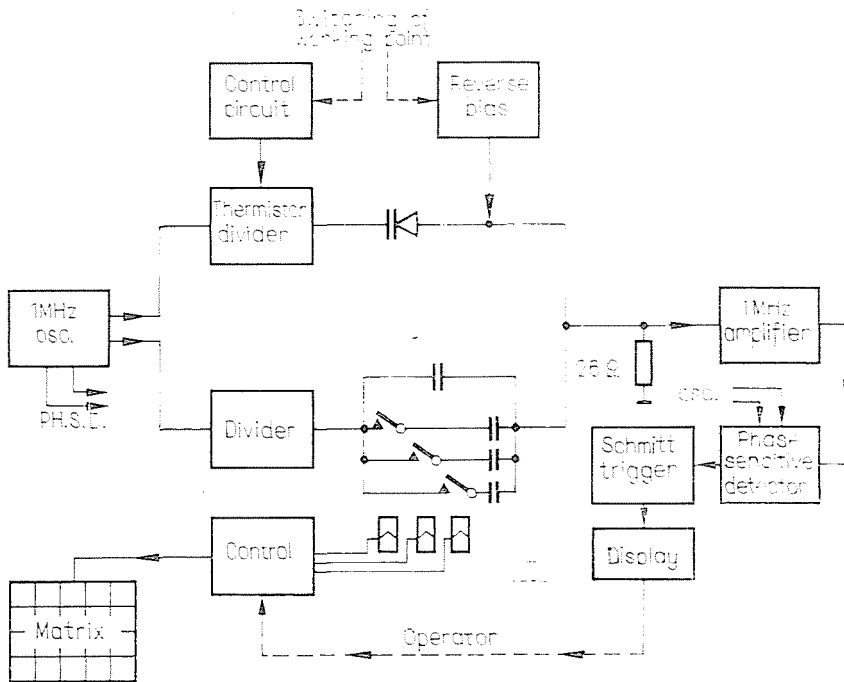 Switching of
working point
Control
circuit
Reverse
bias
Thermistor
divider
1MHz
osc.
PH.S.D.
1MHz
amplifier
osc.
Divider
Schmitt
trigger
Phase-
sensitive
detector
Control
Display
Matrix
Operator